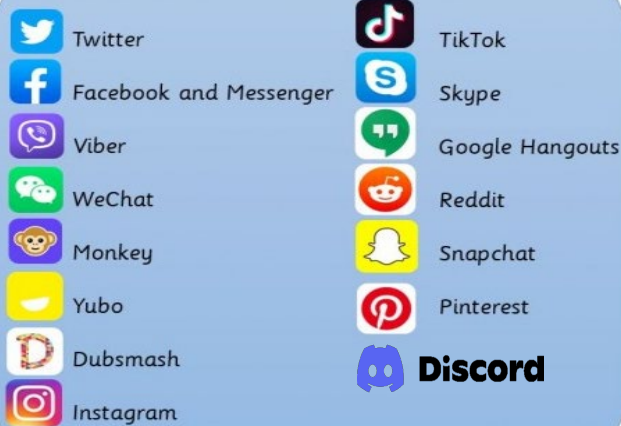 Twitter
Facebook and Messenger
Viber
WeChat
Monkey
Yubo
Dubsmash
Instagram
TikTok
Skype
Google Hangouts
Reddit
Snapchat
Pinterest
Discord